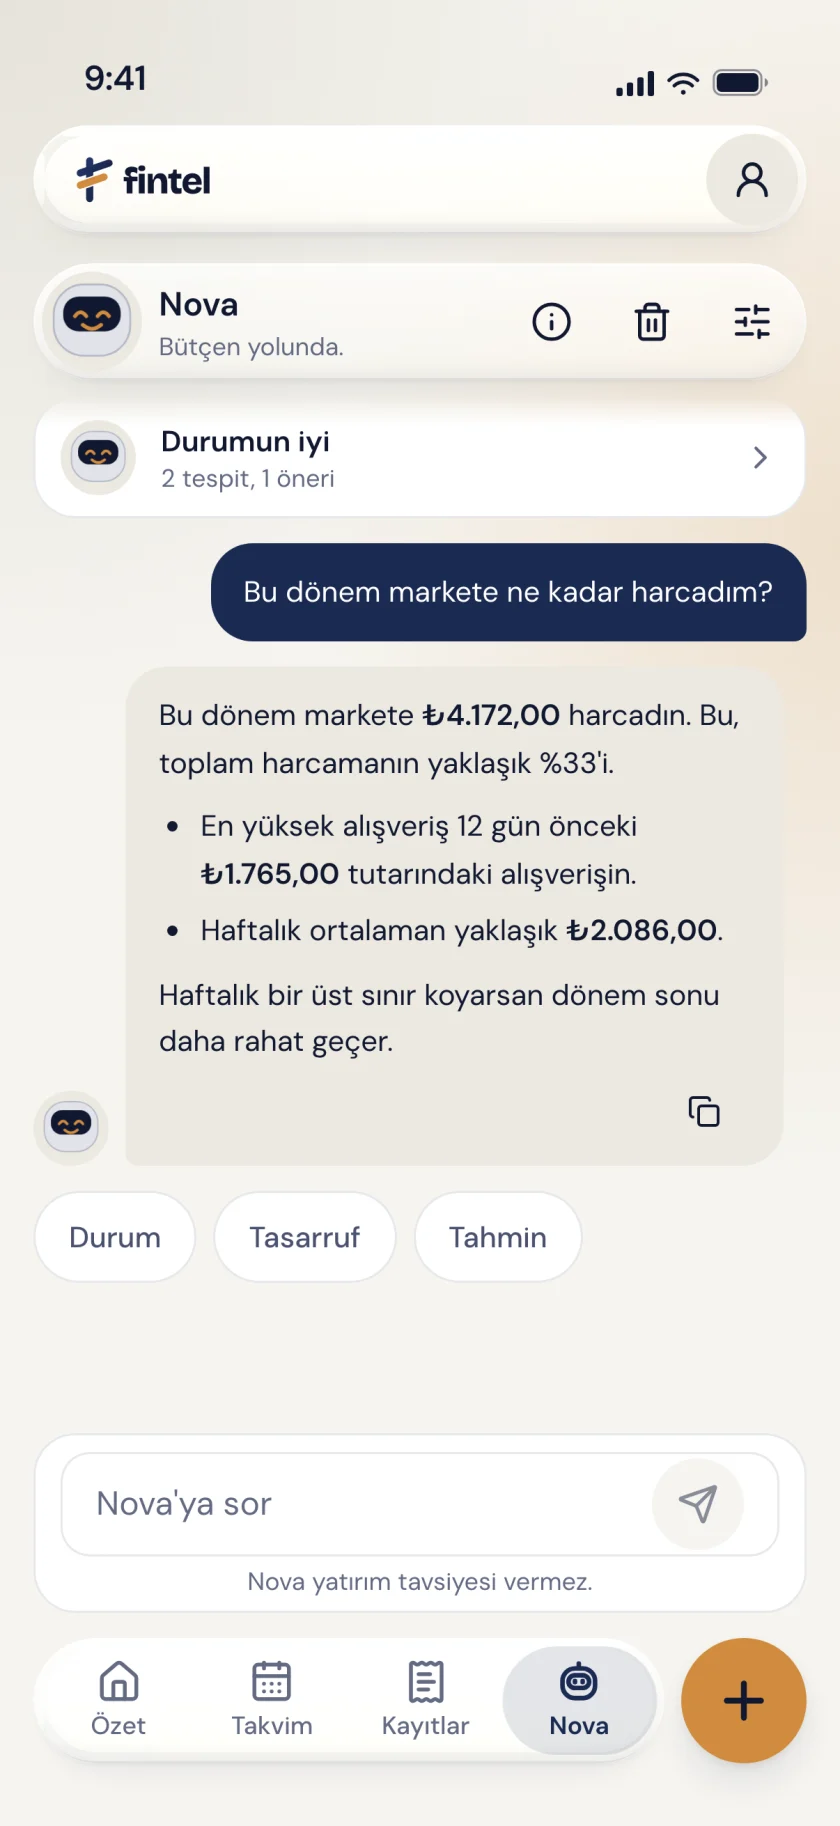 9:41
fintel
Nova
Bütçen yolunda.
Durumun iyi
2 tespit, 1 öneri
Bu dönem markete ne kadar harcadım?
Bu dönem markete ₺4.172,00 harcadın. Bu,
toplam harcamanın yaklaşık %33'i.
• En yüksek alışveriş 12 gün önceki
₺1.765,00 tutarındaki alışverişin.
• Haftalık ortalaman yaklaşık ₺2.086,00.
Haftalık bir üst sınır koyarsan dönem sonu
daha rahat geçer.
Durum
Tasarruf
Tahmin
Nova'ya sor
Nova yatırım tavsiyesi vermez.
Özet
Takvim
Kayıtlar
Nova